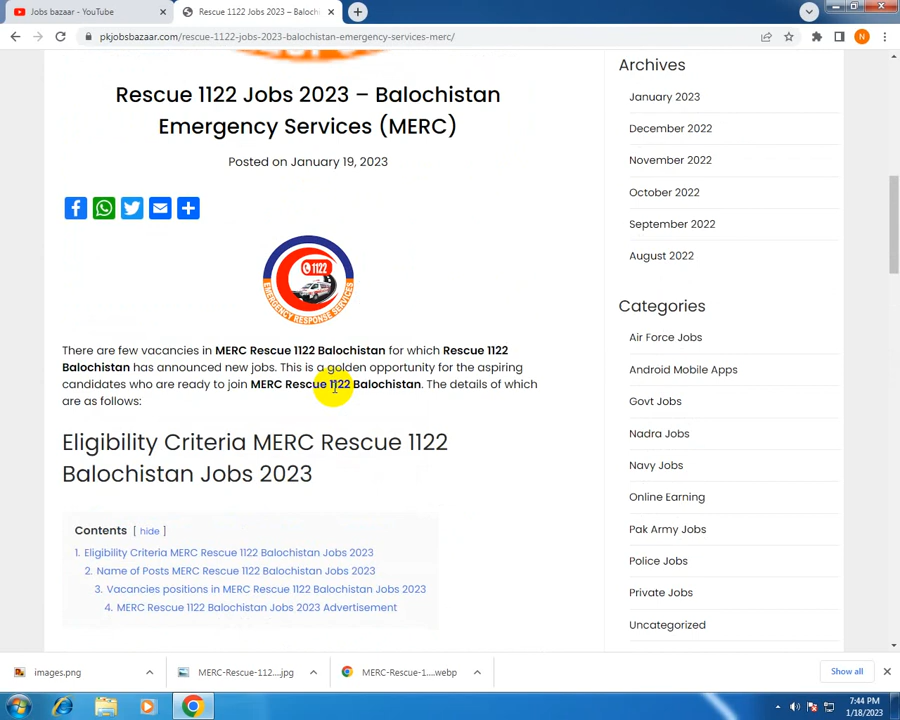 Jobs bazaar - YouTube
Rescue 1122 Jobs 2023 – Balochi
N
pkjobsbazaar.com/rescue-1122-jobs-2023-balochistan-emergency-services-merc/
Rescue 1122 Jobs 2023 – Balochistan
Emergency Services (MERC)
Posted on January 19, 2023
1122
EMERGENCY RESPONSE SERVICES
There are few vacancies in MERC Rescue 1122 Balochistan for which Rescue 1122
Balochistan has announced new jobs. This is a golden opportunity for the aspiring
candidates who are ready to join MERC Rescue 1122 Balochistan. The details of which
are as follows:
Eligibility Criteria MERC Rescue 1122
Balochistan Jobs 2023
Contents [ hide ]
1. Eligibility Criteria MERC Rescue 1122 Balochistan Jobs 2023
2. Name of Posts MERC Rescue 1122 Balochistan Jobs 2023
3. Vacancies positions in MERC Rescue 1122 Balochistan Jobs 2023
4. MERC Rescue 1122 Balochistan Jobs 2023 Advertisement
Archives
January 2023
December 2022
November 2022
October 2022
September 2022
August 2022
Categories
Air Force Jobs
Android Mobile Apps
Govt Jobs
Nadra Jobs
Navy Jobs
Online Earning
Pak Army Jobs
Police Jobs
Private Jobs
Uncategorized
images.png
MERC-Rescue-112....jpg
MERC-Rescue-1....webp
Show all
7:44 PM
1/18/2023